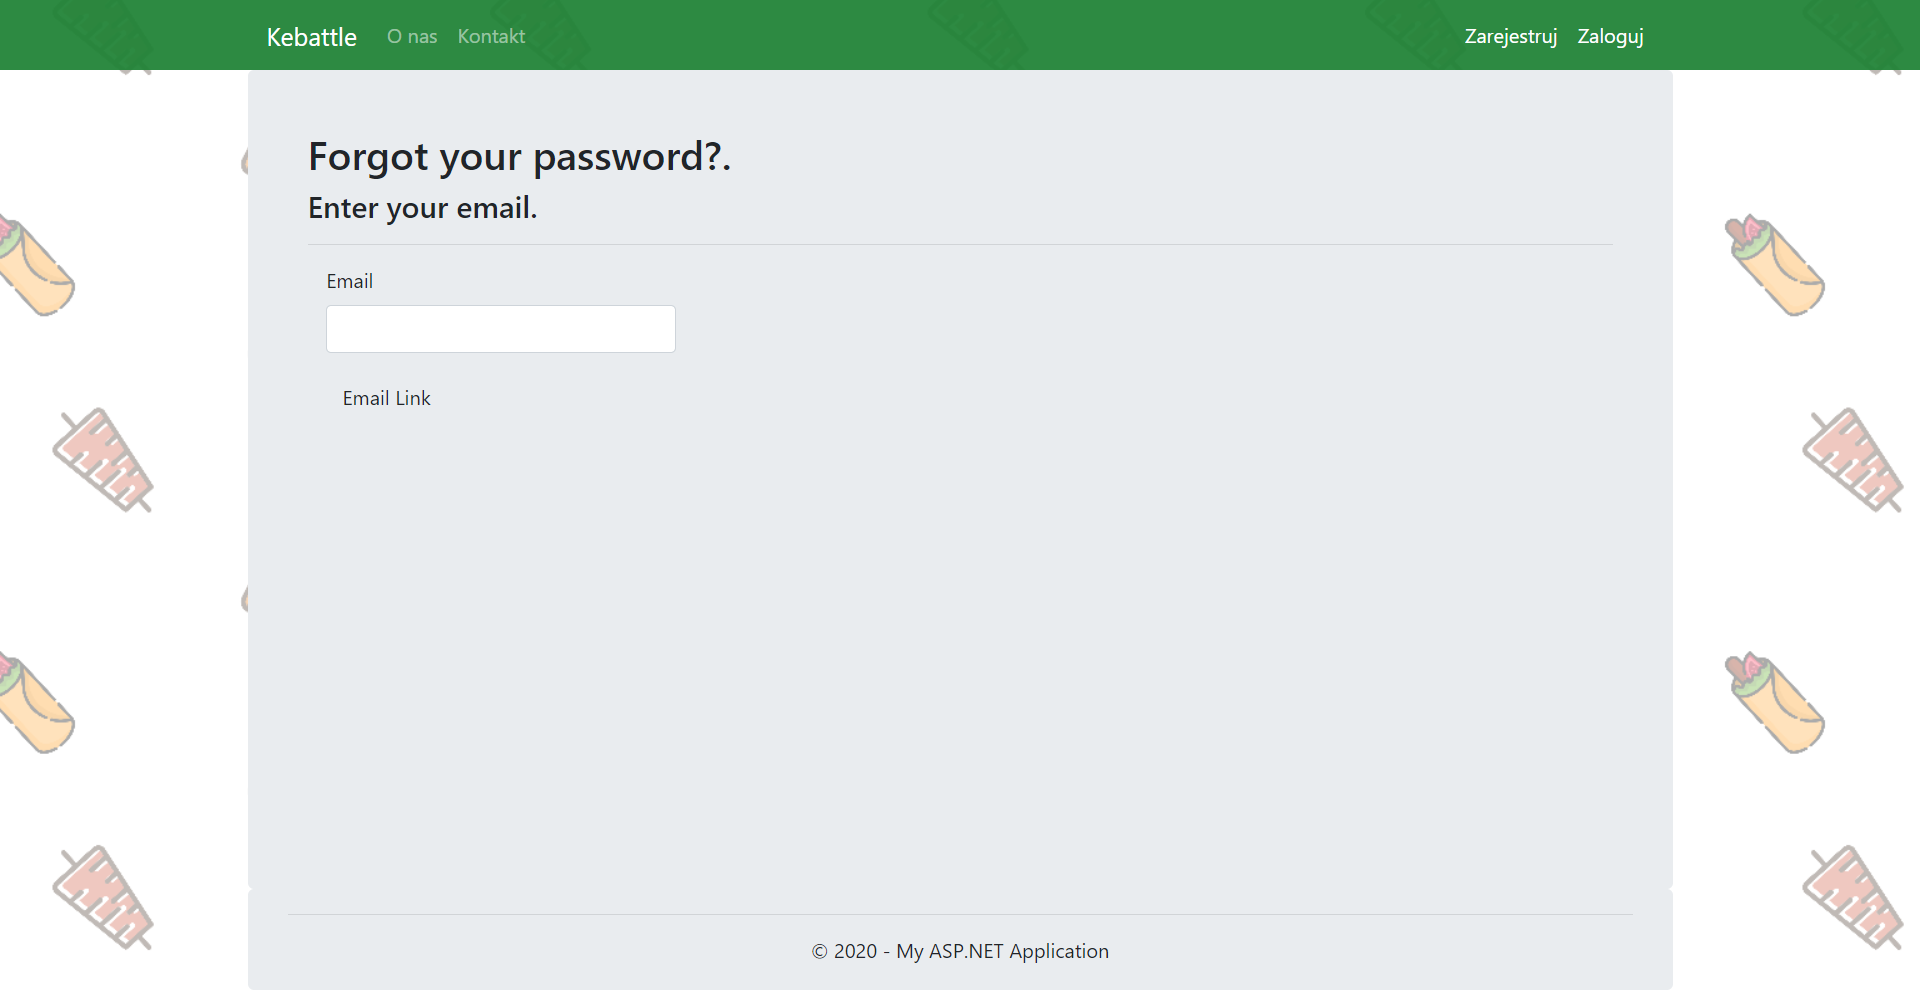 Kebattle O nas Kontakt Zarejestruj Zaloguj
Forgot your password?.
Enter your email.
Email
Email Link
© 2020 - My ASP.NET Application